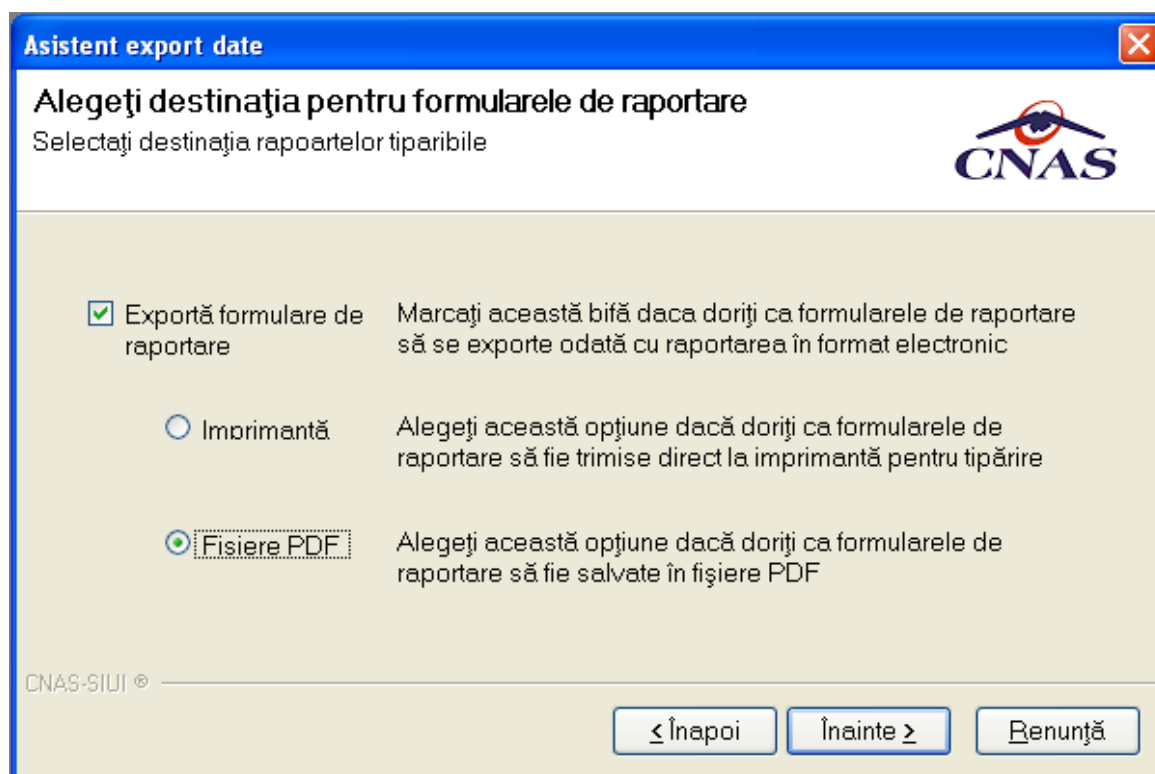 Asistent export date
Alegeţi destinaţia pentru formularele de raportare
Selectaţi destinaţia rapoartelor tiparibile
CNAS
Exportă formulare de
raportare
Marcaţi această bifă daca doriţi ca formularele de raportare
să se exporte odată cu raportarea în format electronic
Imprimantă
Alegeţi această opţiune dacă doriţi ca formularele de
raportare să fie trimise direct la imprimantă pentru tipărire
Fisiere PDF
Alegeţi această opţiune dacă doriţi ca formularele de
raportare să fie salvate în fişiere PDF
CNAS-SIUI ®
< Înapoi
Înainte >
Renunţă